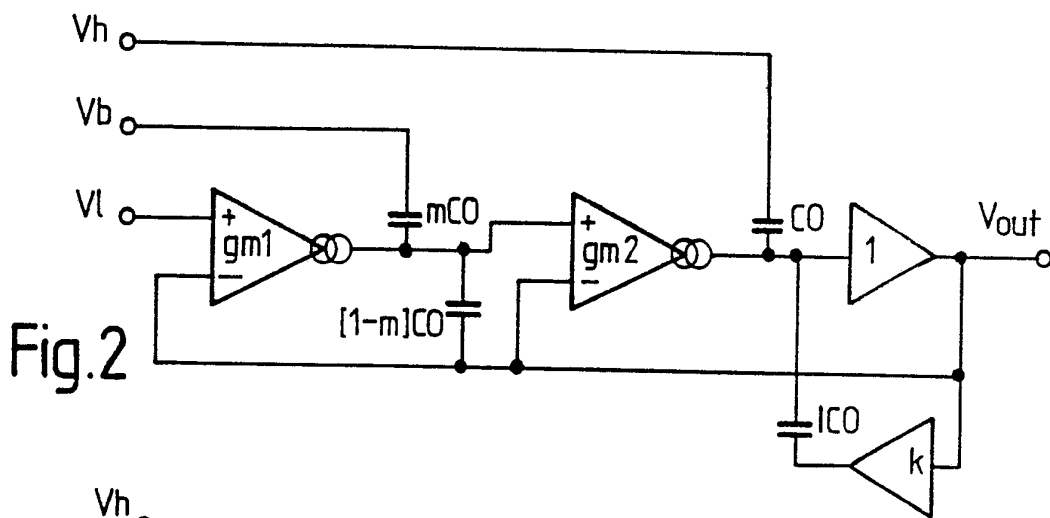 Vh
Vb
Vl
+
gm1
−
mCO
[1-m]CO
+
gm2
−
CO
1
Vout
lCO
k
Fig.2
Vh